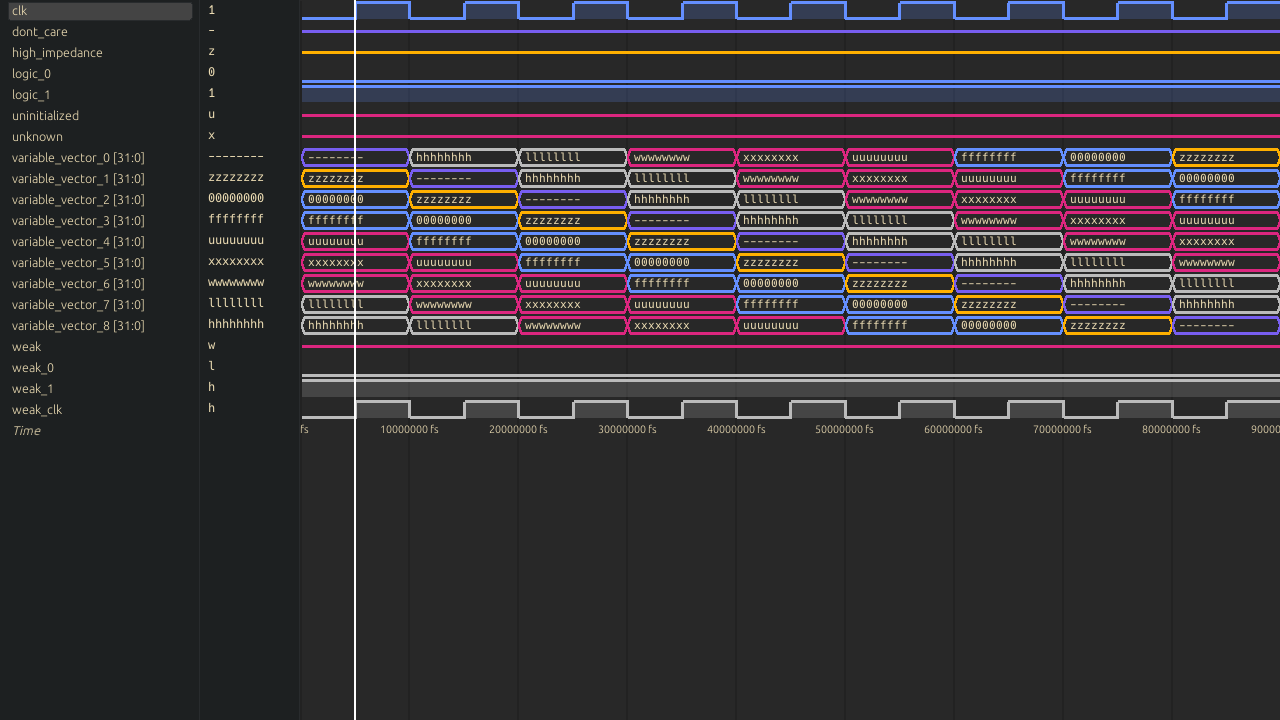 clk 1
dont_care -
high_impedance z
logic_0 0
logic_1 1
uninitialized u
unknown x
variable_vector_0 [31:0] -------- -------- hhhhhhhh llllllll wwwwwwww xxxxxxxx uuuuuuuu ffffffff 00000000 zzzzzzzz
variable_vector_1 [31:0] zzzzzzzz zzzzzzzz -------- hhhhhhhh llllllll wwwwwwww xxxxxxxx uuuuuuuu ffffffff 00000000
variable_vector_2 [31:0] 00000000 00000000 zzzzzzzz -------- hhhhhhhh llllllll wwwwwwww xxxxxxxx uuuuuuuu ffffffff
variable_vector_3 [31:0] ffffffff ffffffff 00000000 zzzzzzzz -------- hhhhhhhh llllllll wwwwwwww xxxxxxxx uuuuuuuu
variable_vector_4 [31:0] uuuuuuuu uuuuuuuu ffffffff 00000000 zzzzzzzz -------- hhhhhhhh llllllll wwwwwwww xxxxxxxx
variable_vector_5 [31:0] xxxxxxxx xxxxxxxx uuuuuuuu ffffffff 00000000 zzzzzzzz -------- hhhhhhhh llllllll wwwwwwww
variable_vector_6 [31:0] wwwwwwww wwwwwwww xxxxxxxx uuuuuuuu ffffffff 00000000 zzzzzzzz -------- hhhhhhhh llllllll
variable_vector_7 [31:0] llllllll llllllll wwwwwwww xxxxxxxx uuuuuuuu ffffffff 00000000 zzzzzzzz -------- hhhhhhhh
variable_vector_8 [31:0] hhhhhhhh hhhhhhhh llllllll wwwwwwww xxxxxxxx uuuuuuuu ffffffff 00000000 zzzzzzzz --------
weak w
weak_0 l
weak_1 h
weak_clk h
Time fs 10000000 fs 20000000 fs 30000000 fs 40000000 fs 50000000 fs 60000000 fs 70000000 fs 80000000 fs 900000